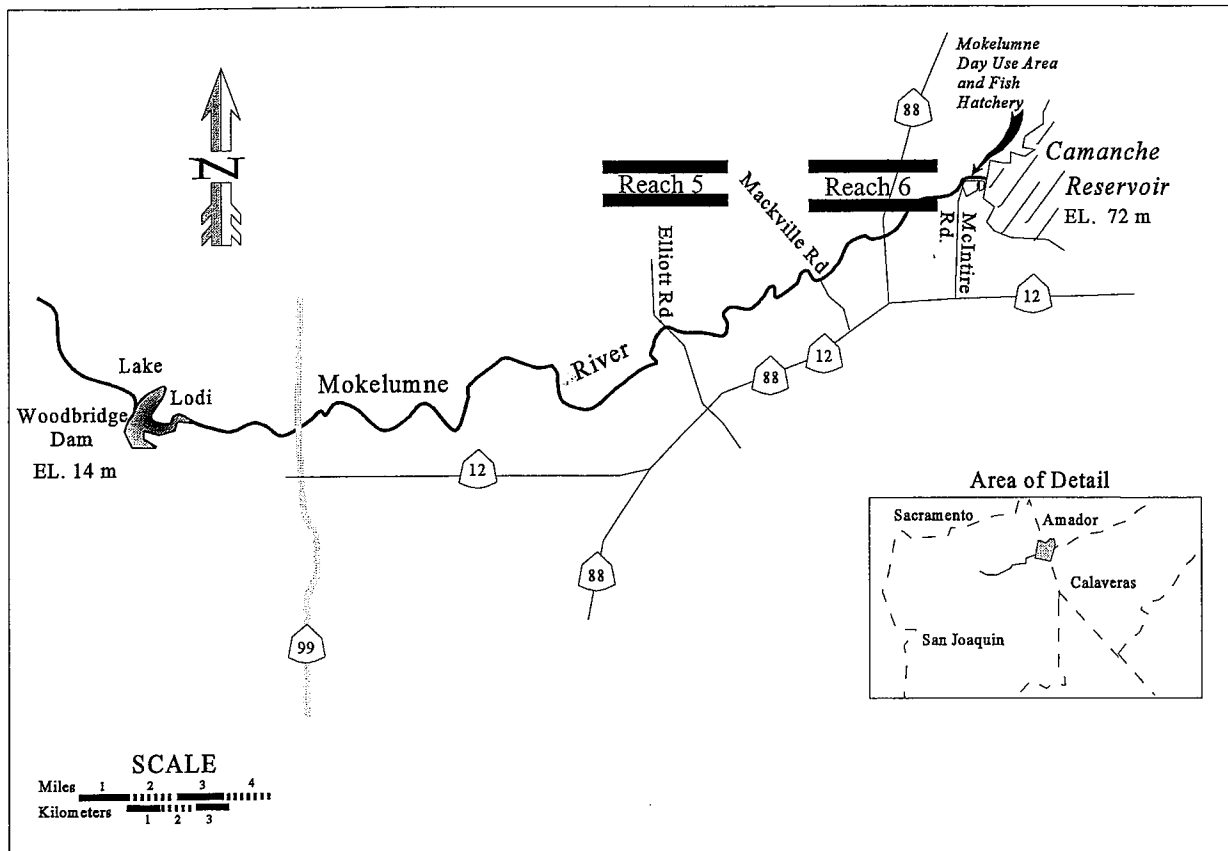 Mokelumne
Day Use Area
and Fish
Hatchery
88
N
Camanche
Reservoir
EL. 72 m
Reach 5
Reach 6
Mackville Rd
McIntire
Rd.
Elliott Rd
12
Lake
Lodi
Woodbridge
Dam
EL. 14 m
Mokelumne
River
12
88
12
88
99
Area of Detail
Sacramento
Amador
Calaveras
San Joaquin
SCALE
Miles 1 2 3 4
Kilometers 1 2 3